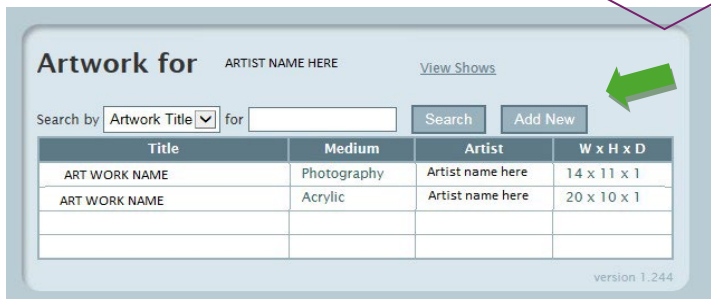 Artwork for ARTIST NAME HERE View Shows
Search by Artwork Title for Search Add New
Title Medium Artist W x H x D
ART WORK NAME Photography Artist name here 14 x 11 x 1
ART WORK NAME Acrylic Artist name here 20 x 10 x 1
version 1.244